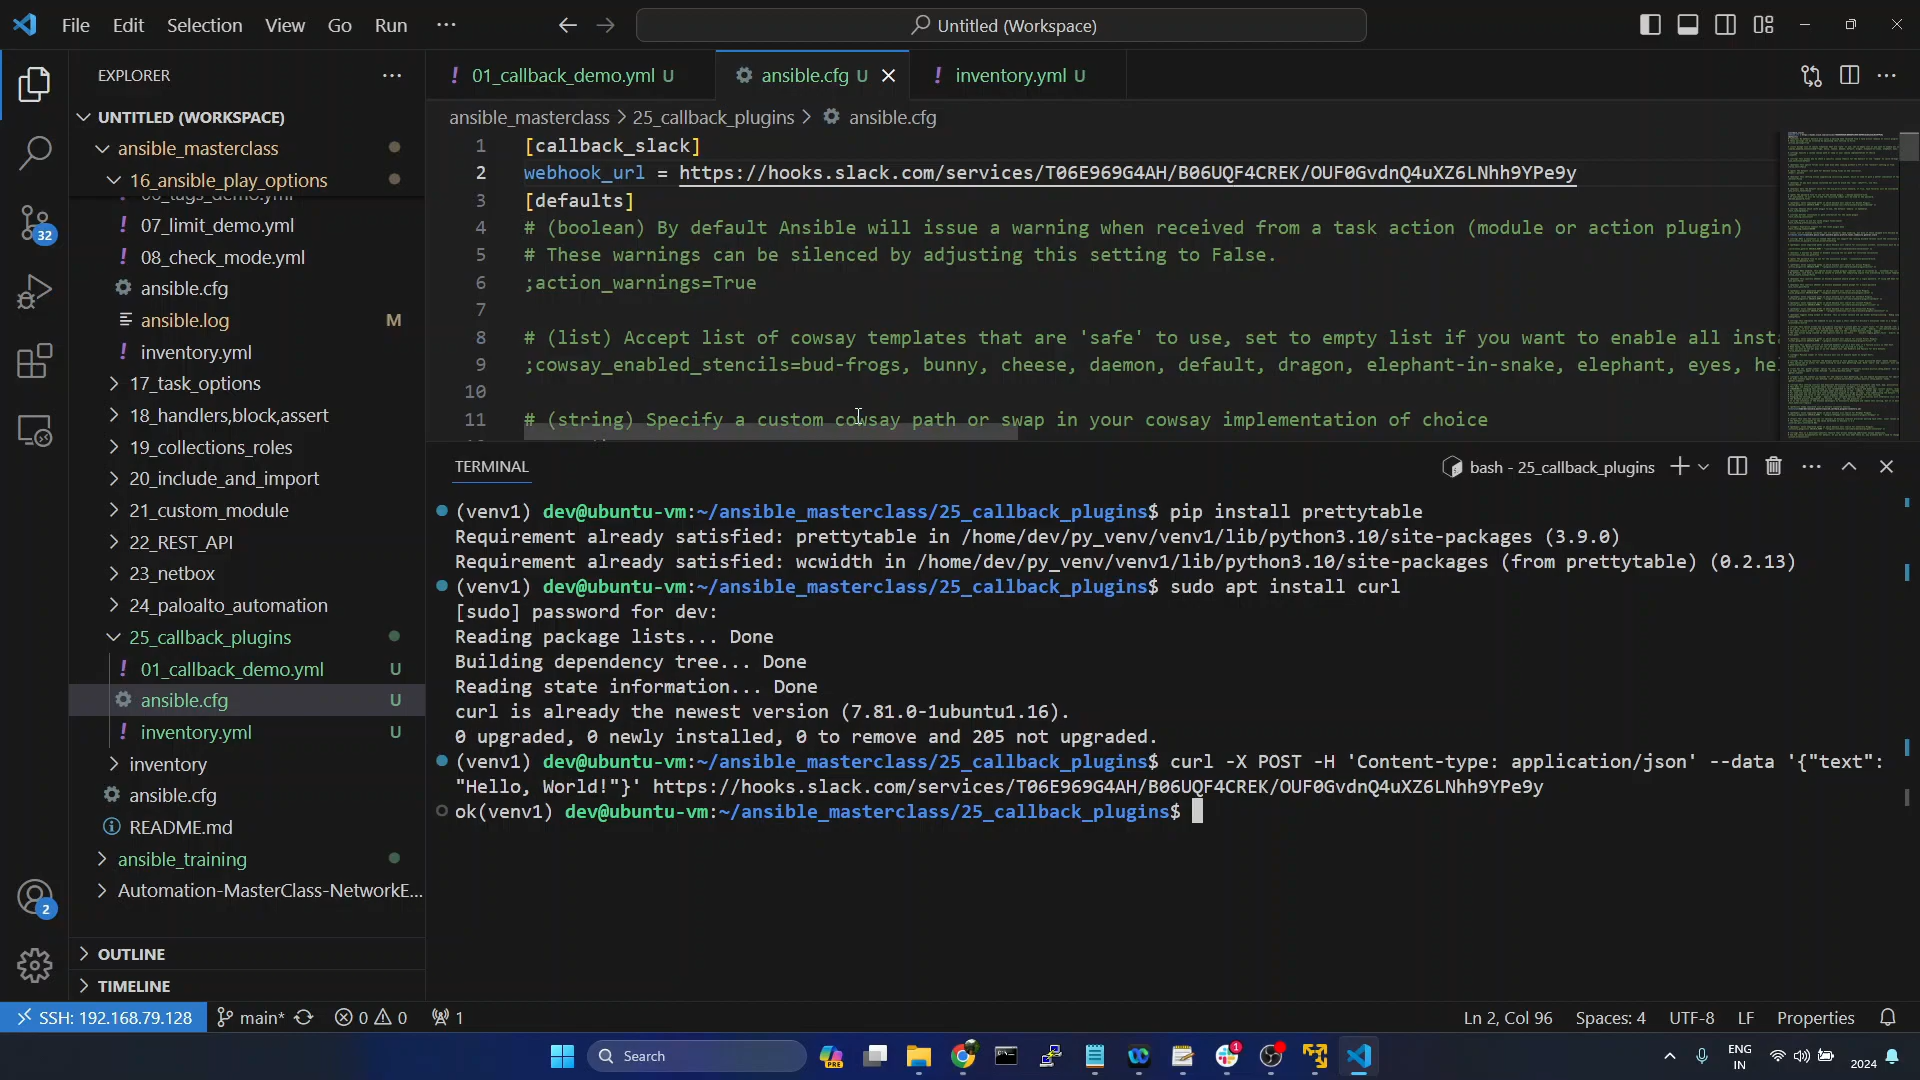 File Edit Selection View Go Run ···
Untitled (Workspace)
EXPLORER
UNTITLED (WORKSPACE)
ansible_masterclass
16_ansible_play_options
06_tags_demo.yml
07_limit_demo.yml
08_check_mode.yml
ansible.cfg
ansible.log M
inventory.yml
17_task_options
18_handlers,block,assert
19_collections_roles
20_include_and_import
21_custom_module
22_REST_API
23_netbox
24_paloalto_automation
25_callback_plugins
! 01_callback_demo.yml U
ansible.cfg U
! inventory.yml U
inventory
ansible.cfg
README.md
ansible_training
Automation-MasterClass-NetworkE...
OUTLINE
TIMELINE
32
2
! 01_callback_demo.yml U
ansible.cfg U
! inventory.yml U
ansible_masterclass > 25_callback_plugins > ansible.cfg
1 [callback_slack]
2 webhook_url = https://hooks.slack.com/services/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
3 [defaults]
4 # (boolean) By default Ansible will issue a warning when received from a task action (module or action plugin)
5 # These warnings can be silenced by adjusting this setting to False.
6 ;action_warnings=True
7
8 # (list) Accept list of cowsay templates that are 'safe' to use, set to empty list if you want to enable all inst
9 ;cowsay_enabled_stencils=bud-frogs, bunny, cheese, daemon, default, dragon, elephant-in-snake, elephant, eyes, he
10
11 # (string) Specify a custom cowsay path or swap in your cowsay implementation of choice
TERMINAL
bash - 25_callback_plugins
(venv1) dev@ubuntu-vm:~/ansible_masterclass/25_callback_plugins$ pip install prettytable
Requirement already satisfied: prettytable in /home/dev/py_venv/venv1/lib/python3.10/site-packages (3.9.0)
Requirement already satisfied: wcwidth in /home/dev/py_venv/venv1/lib/python3.10/site-packages (from prettytable) (0.2.13)
(venv1) dev@ubuntu-vm:~/ansible_masterclass/25_callback_plugins$ sudo apt install curl
[sudo] password for dev:
Reading package lists... Done
Building dependency tree... Done
Reading state information... Done
curl is already the newest version (7.81.0-1ubuntu1.16).
0 upgraded, 0 newly installed, 0 to remove and 205 not upgraded.
(venv1) dev@ubuntu-vm:~/ansible_masterclass/25_callback_plugins$ curl -X POST -H 'Content-type: application/json' --data '{"text":
"Hello, World!"}' https://hooks.slack.com/services/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
ok(venv1) dev@ubuntu-vm:~/ansible_masterclass/25_callback_plugins$
SSH: 192.168.79.128 main* 0 0 1
Ln 2, Col 96 Spaces: 4 UTF-8 LF Properties
Search
PRE
1
ENG
IN
2024